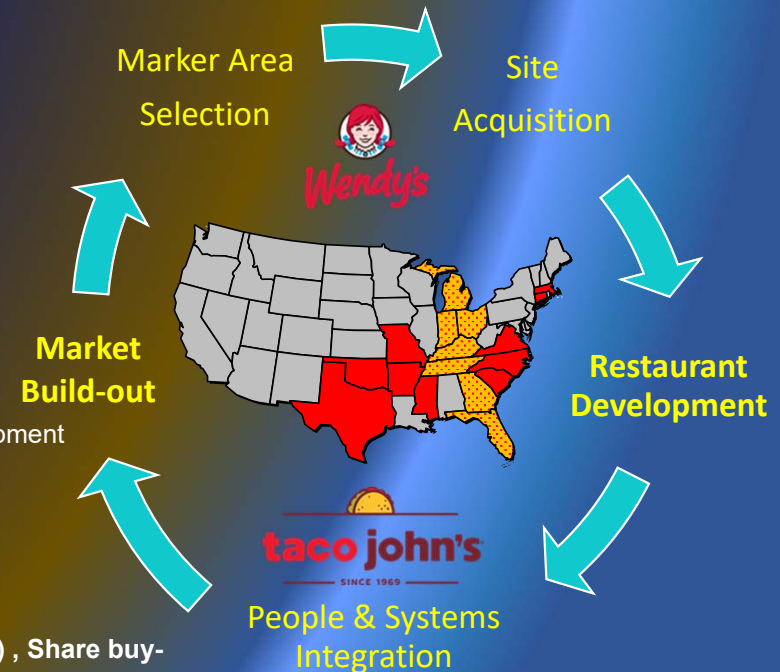 Marker Area
Selection
Site
Acquisition
Wendy's
Market
Build-out
Restaurant
Development
pment
taco john's
SINCE 1969
People & Systems
Integration
) , Share buy-